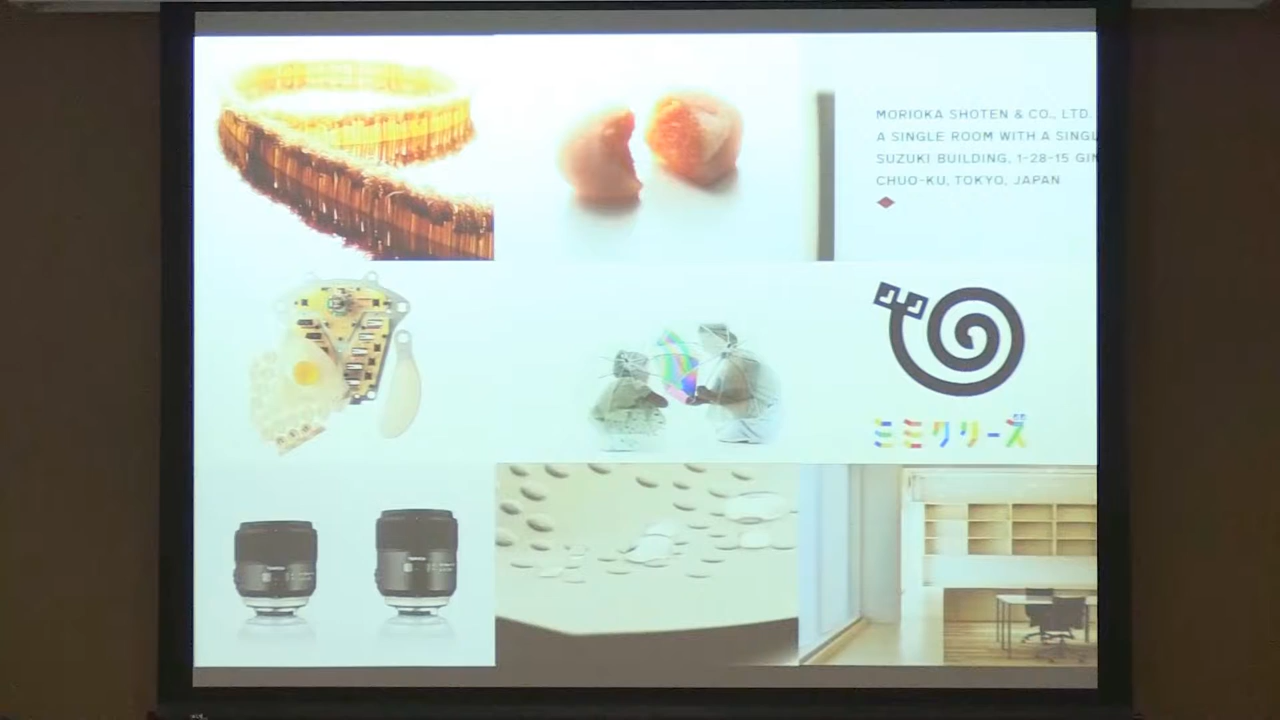 MORIOKA SHOTEN & CO., LTD.
A SINGLE ROOM WITH A SINGL
SUZUKI BUILDING, 1-28-15 GIN
CHUO-KU, TOKYO, JAPAN
ミミクリーズ